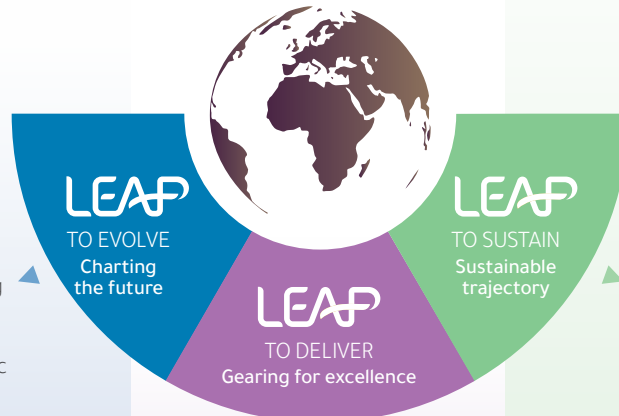 LEAP
TO EVOLVE
Charting
the future
LEAP
TO DELIVER
Gearing for excellence
LEAP
TO SUSTAIN
Sustainable
trajectory